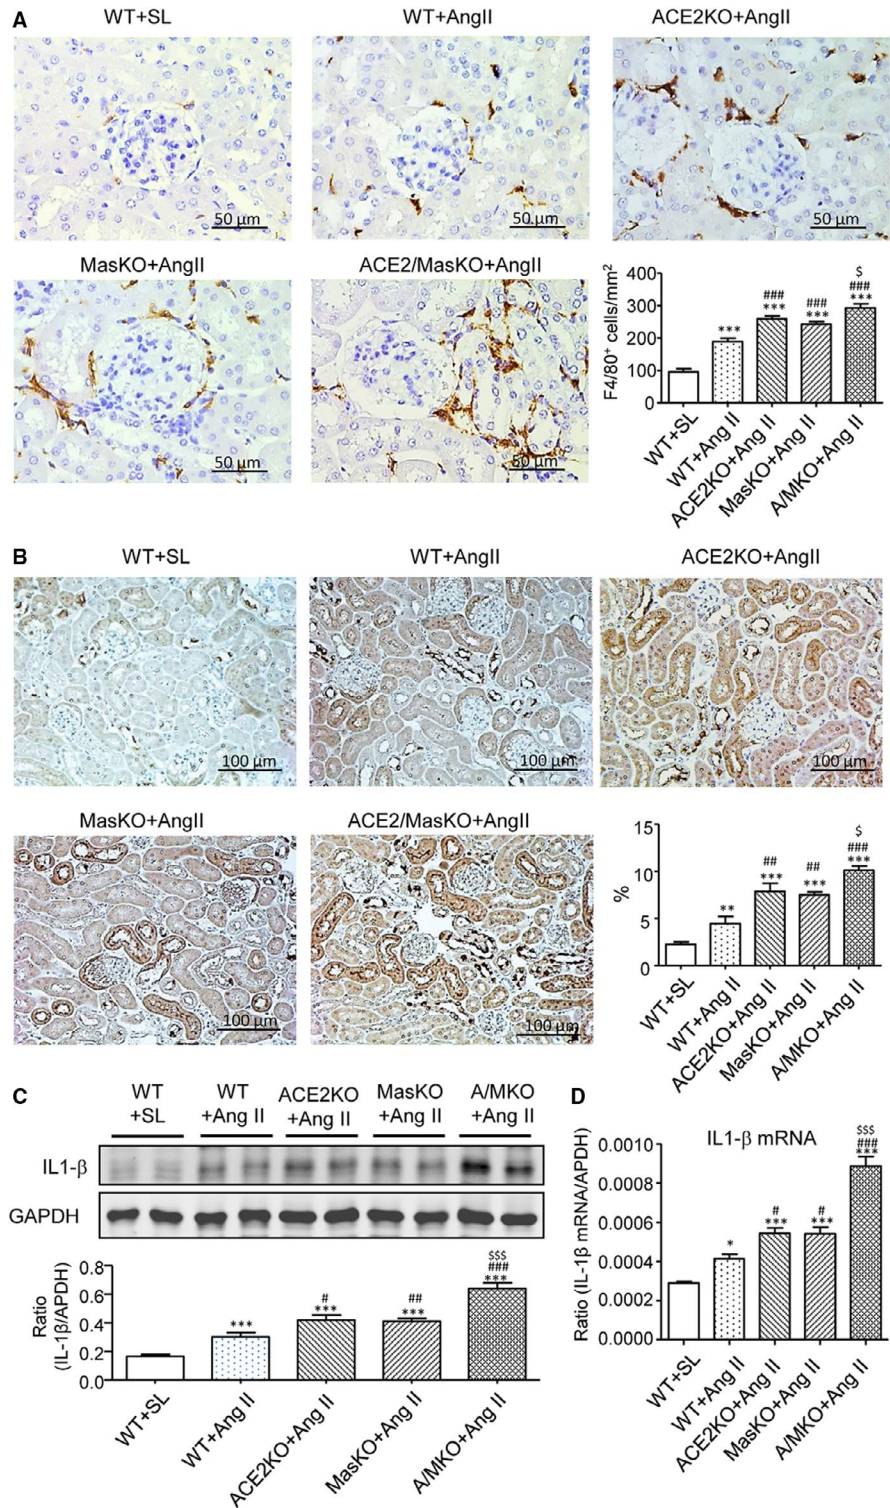 A
WT+SL
WT+AngII
ACE2KO+AngII
50 µm
50 µm
50 µm
MasKO+AngII
ACE2/MasKO+AngII
50 µm
50 µm
F4/80⁺ cells/mm²
400
300
200
100
0
***
###
***
###
***
$
###
***
WT+SL
WT+Ang II
ACE2KO+Ang II
MasKO+Ang II
A/MKO+Ang II
B
WT+SL
WT+AngII
ACE2KO+AngII
100 µm
100 µm
100 µm
MasKO+AngII
ACE2/MasKO+AngII
100 µm
100 µm
%
15
10
5
0
**
##
***
##
***
$
###
***
WT+SL
WT+Ang II
ACE2KO+Ang II
MasKO+Ang II
A/MKO+Ang II
C
WT
+SL
WT
+Ang II
ACE2KO
+Ang II
MasKO
+Ang II
A/MKO
+Ang II
IL1-β
GAPDH
Ratio
(IL-1β/APDH)
0.8
0.6
0.4
0.2
0.0
***
#
***
##
***
$$$
###
***
WT+SL
WT+Ang II
ACE2KO+Ang II
MasKO+Ang II
A/MKO+Ang II
D
IL1-β mRNA
Ratio (IL-1β mRNA/APDH)
0.0010
0.0008
0.0006
0.0004
0.0002
0.0000
*
#
***
#
***
$$$
###
***
WT+SL
WT+Ang II
ACE2KO+Ang II
MasKO+Ang II
A/MKO+Ang II